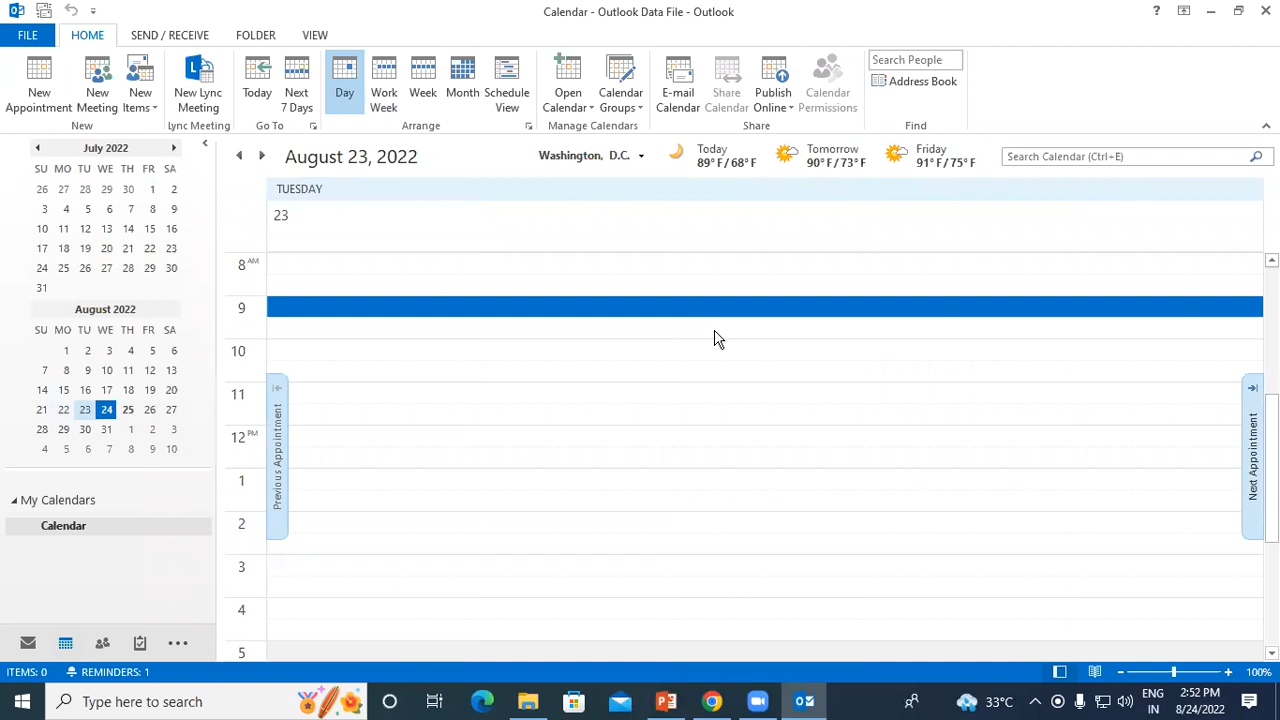 Calendar - Outlook Data File - Outlook
FILE HOME SEND / RECEIVE FOLDER VIEW
New Appointment
New Meeting
New Items
New
New Lync Meeting
Lync Meeting
Today
Next 7 Days
Go To
Day
Work Week
Week
Month
Schedule View
Arrange
Open Calendar
Calendar Groups
Manage Calendars
E-mail Calendar
Share Calendar
Publish Online
Calendar Permissions
Share
Search People
Address Book
Find
July 2022
SU MO TU WE TH FR SA
26 27 28 29 30 1 2
3 4 5 6 7 8 9
10 11 12 13 14 15 16
17 18 19 20 21 22 23
24 25 26 27 28 29 30
31
August 2022
SU MO TU WE TH FR SA
1 2 3 4 5 6
7 8 9 10 11 12 13
14 15 16 17 18 19 20
21 22 23 24 25 26 27
28 29 30 31 1 2 3
4 5 6 7 8 9 10
My Calendars
Calendar
August 23, 2022
Washington, D.C.
Today
89° F / 68° F
Tomorrow
90° F / 73° F
Friday
91° F / 75° F
Search Calendar (Ctrl+E)
TUESDAY
23
8 AM
9
10
11
12 PM
1
2
3
4
5
Previous Appointment
Next Appointment
ITEMS: 0 REMINDERS: 1
100%
Type here to search
33°C
ENG
IN
2:52 PM
8/24/2022